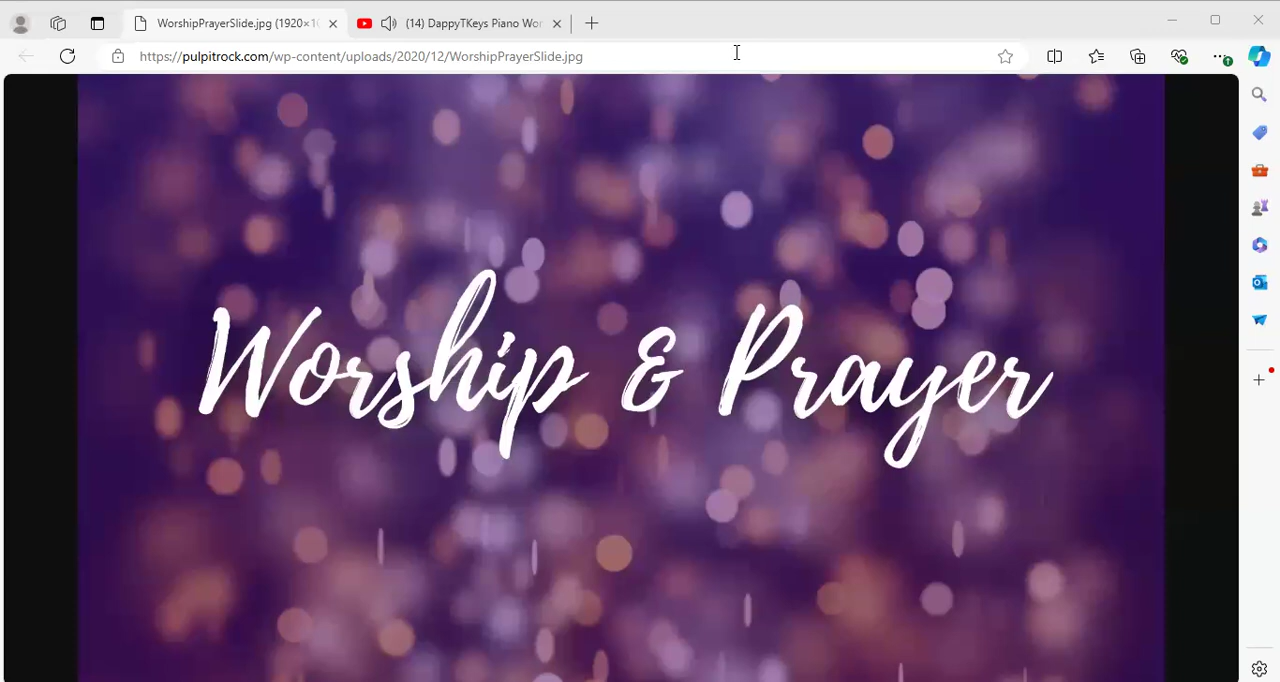 WorshipPrayerSlide.jpg (1920×10
(14) DappyTKeys Piano Wor
https://pulpitrock.com/wp-content/uploads/2020/12/WorshipPrayerSlide.jpg
Worship & Prayer